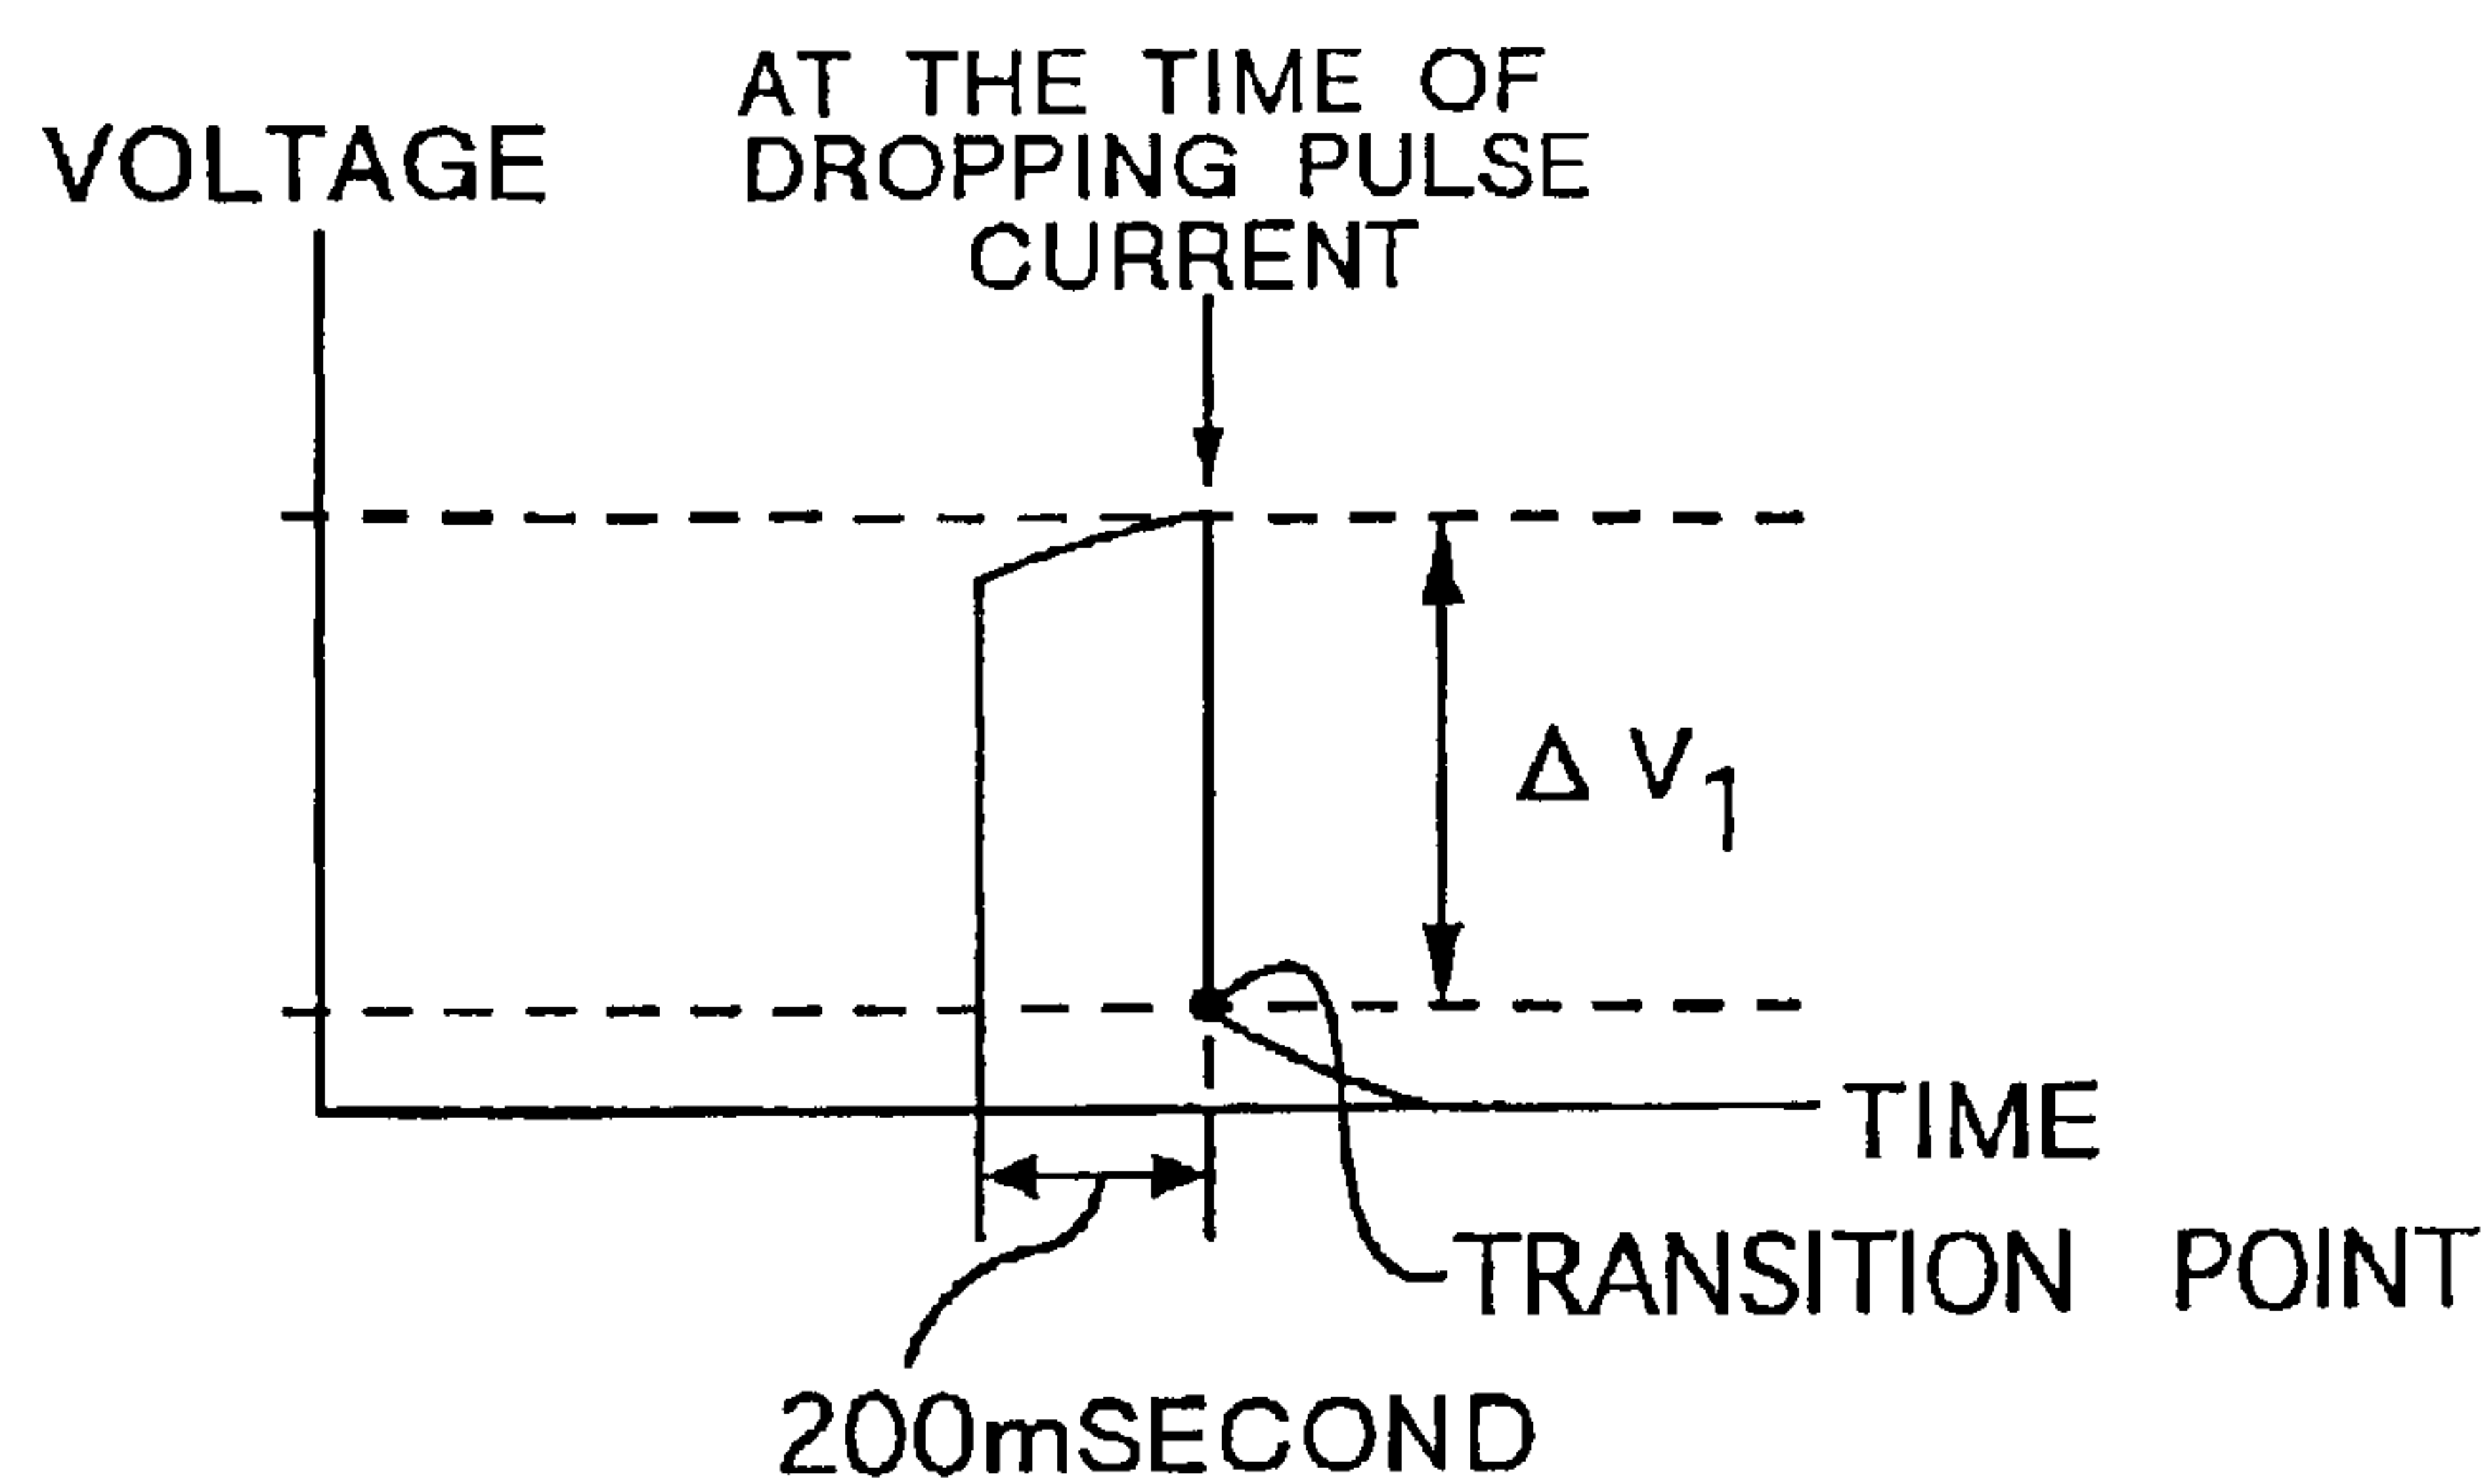 AT THE TIME OF
DROPPING PULSE
CURRENT
VOLTAGE
Δ V1
TIME
TRANSITION POINT
200mSECOND